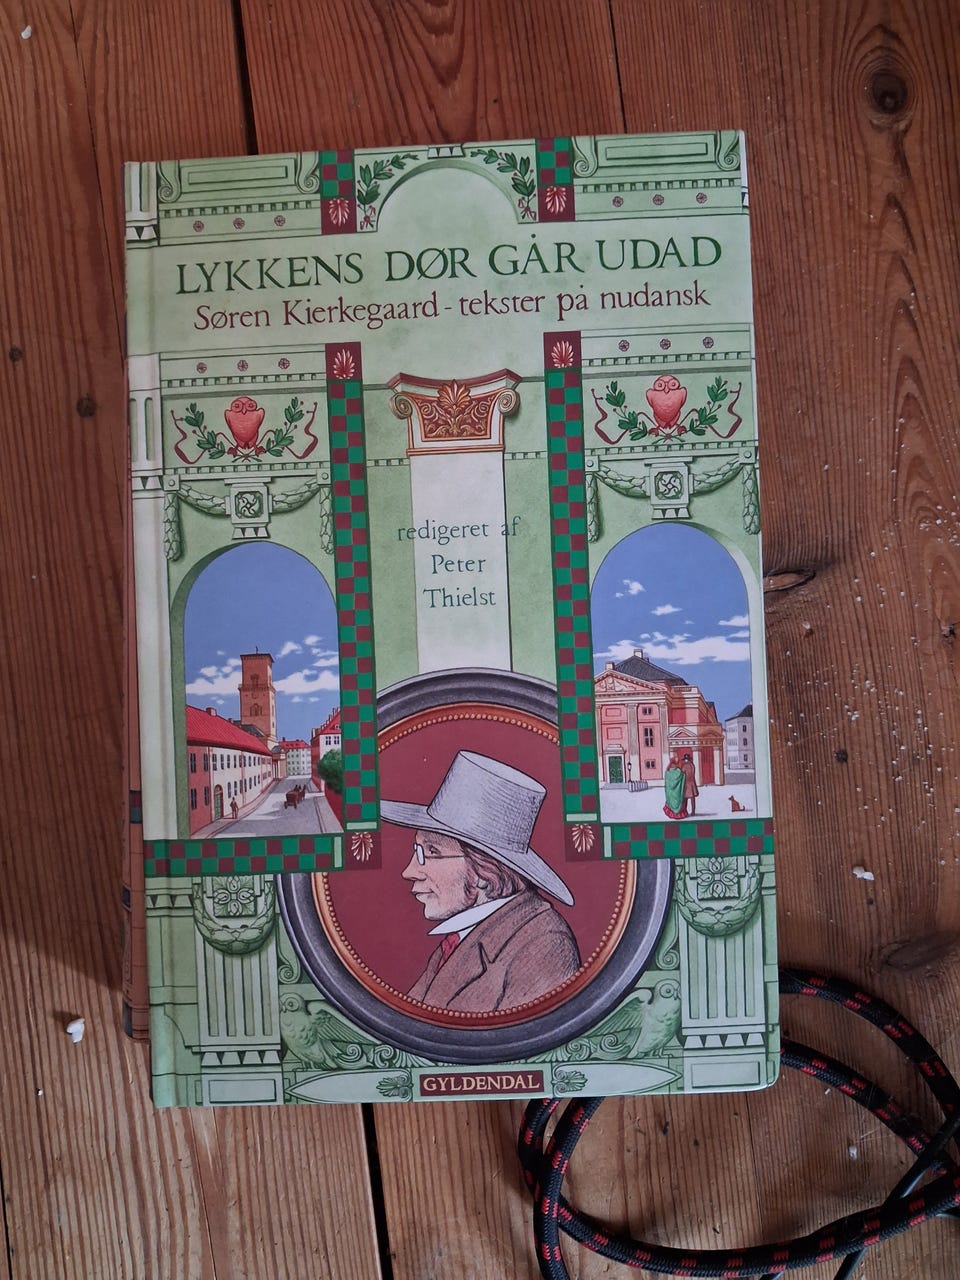 LYKKENS DØR GÅR UDAD
Søren Kierkegaard - tekster på nudansk
redigeret af
Peter
Thielst
GYLDENDAL